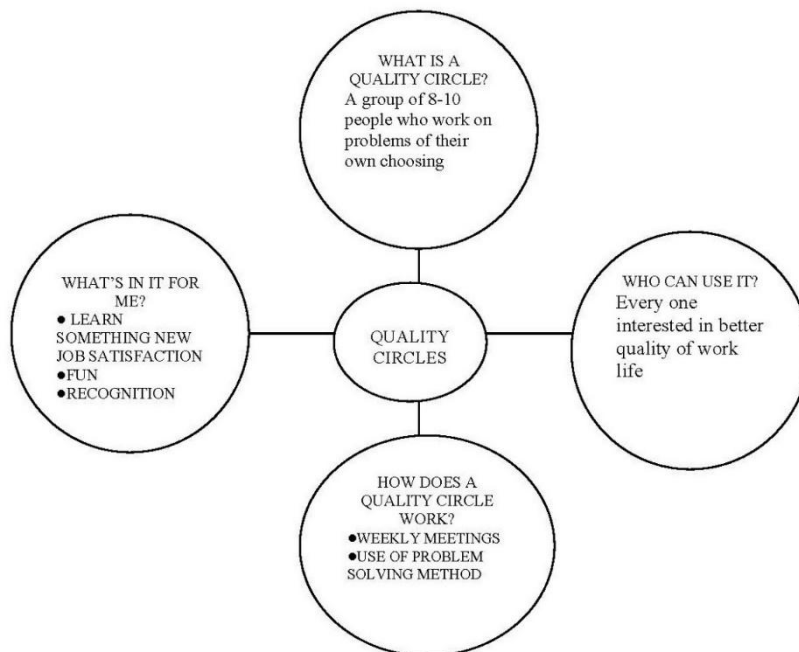 WHAT IS A
QUALITY CIRCLE?
A group of 8-10
people who work on
problems of their
own choosing
WHAT'S IN IT FOR
ME?
●LEARN
SOMETHING NEW
JOB SATISFACTION
●FUN
●RECOGNITION
QUALITY
CIRCLES
WHO CAN USE IT?
Every one
interested in better
quality of work
life
HOW DOES A
QUALITY CIRCLE
WORK?
●WEEKLY MEETINGS
●USE OF PROBLEM
SOLVING METHOD